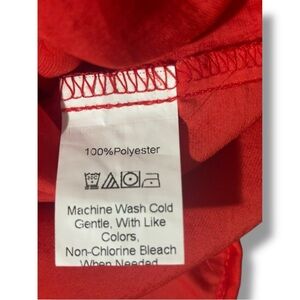 100%Polyester
Machine Wash Cold
Gentle, With Like
Colors,
Non-Chlorine Bleach
When Needed